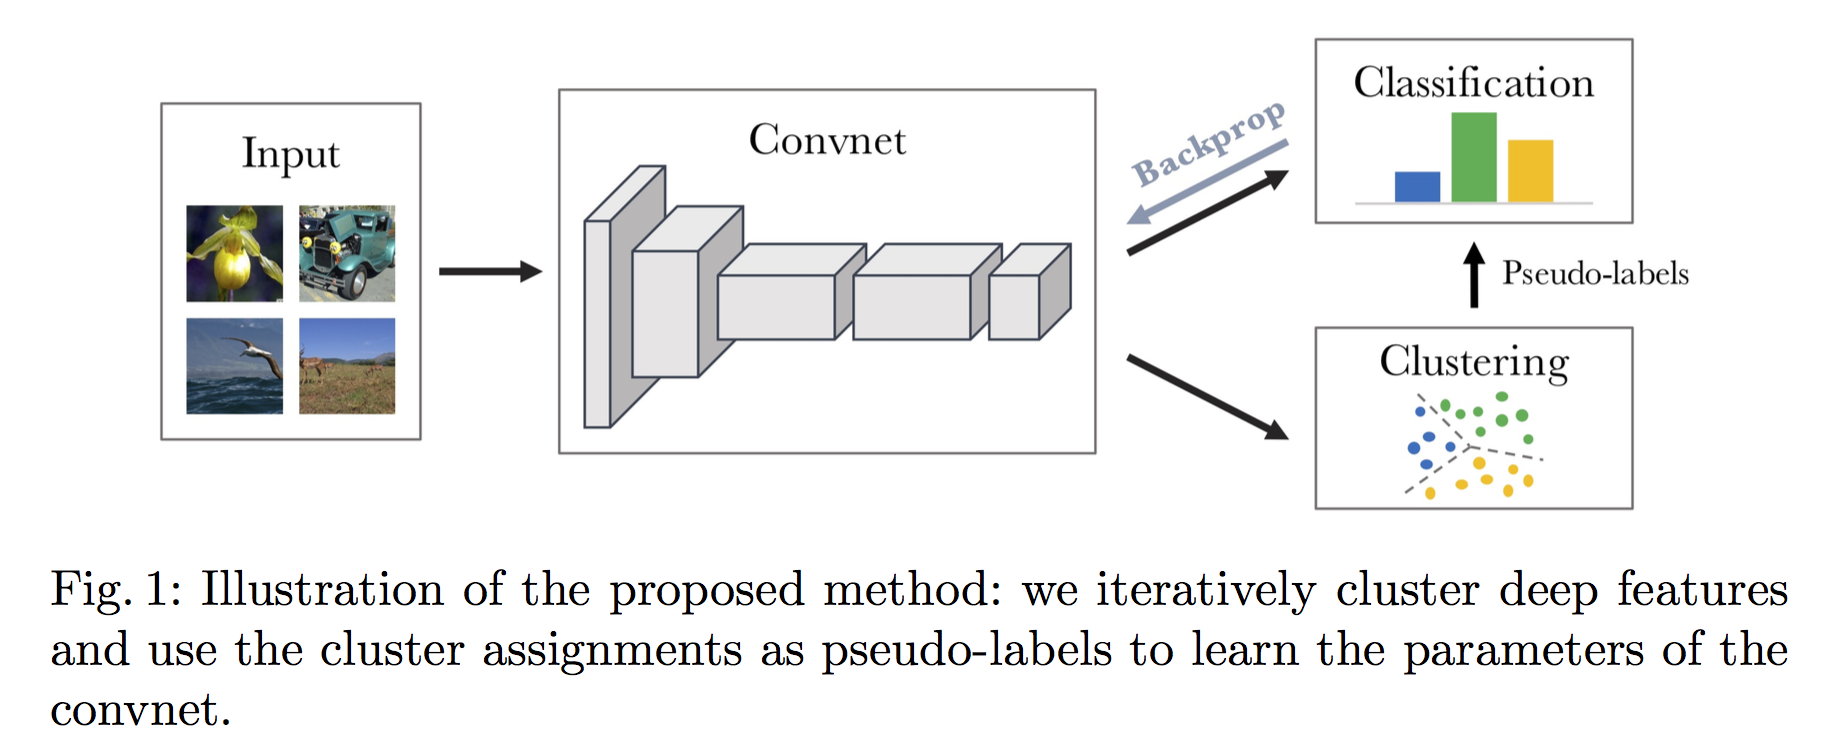 Input
Convnet
Backprop
Classification
Pseudo-labels
Clustering
Fig. 1: Illustration of the proposed method: we iteratively cluster deep features
and use the cluster assignments as pseudo-labels to learn the parameters of the
convnet.